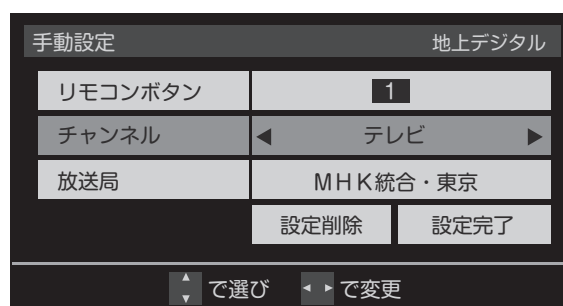 手動設定 地上デジタル
リモコンボタン 1
チャンネル ◀ テレビ ▶
放送局 MHK統合・東京
設定削除 設定完了
で選び で変更